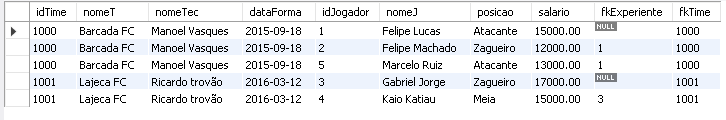 idTime nomeT nomeTec dataForma idJogador nomeJ posicao salario fkExperiente fkTime
1000 Barcada FC Manoel Vasques 2015-09-18 1 Felipe Lucas Atacante 15000.00 NULL 1000
1000 Barcada FC Manoel Vasques 2015-09-18 2 Felipe Machado Zagueiro 12000.00 1 1000
1000 Barcada FC Manoel Vasques 2015-09-18 5 Marcelo Ruiz Atacante 13000.00 1 1000
1001 Lajeca FC Ricardo trovão 2016-03-12 3 Gabriel Jorge Zagueiro 17000.00 NULL 1001
1001 Lajeca FC Ricardo trovão 2016-03-12 4 Kaio Katiau Meia 15000.00 3 1001